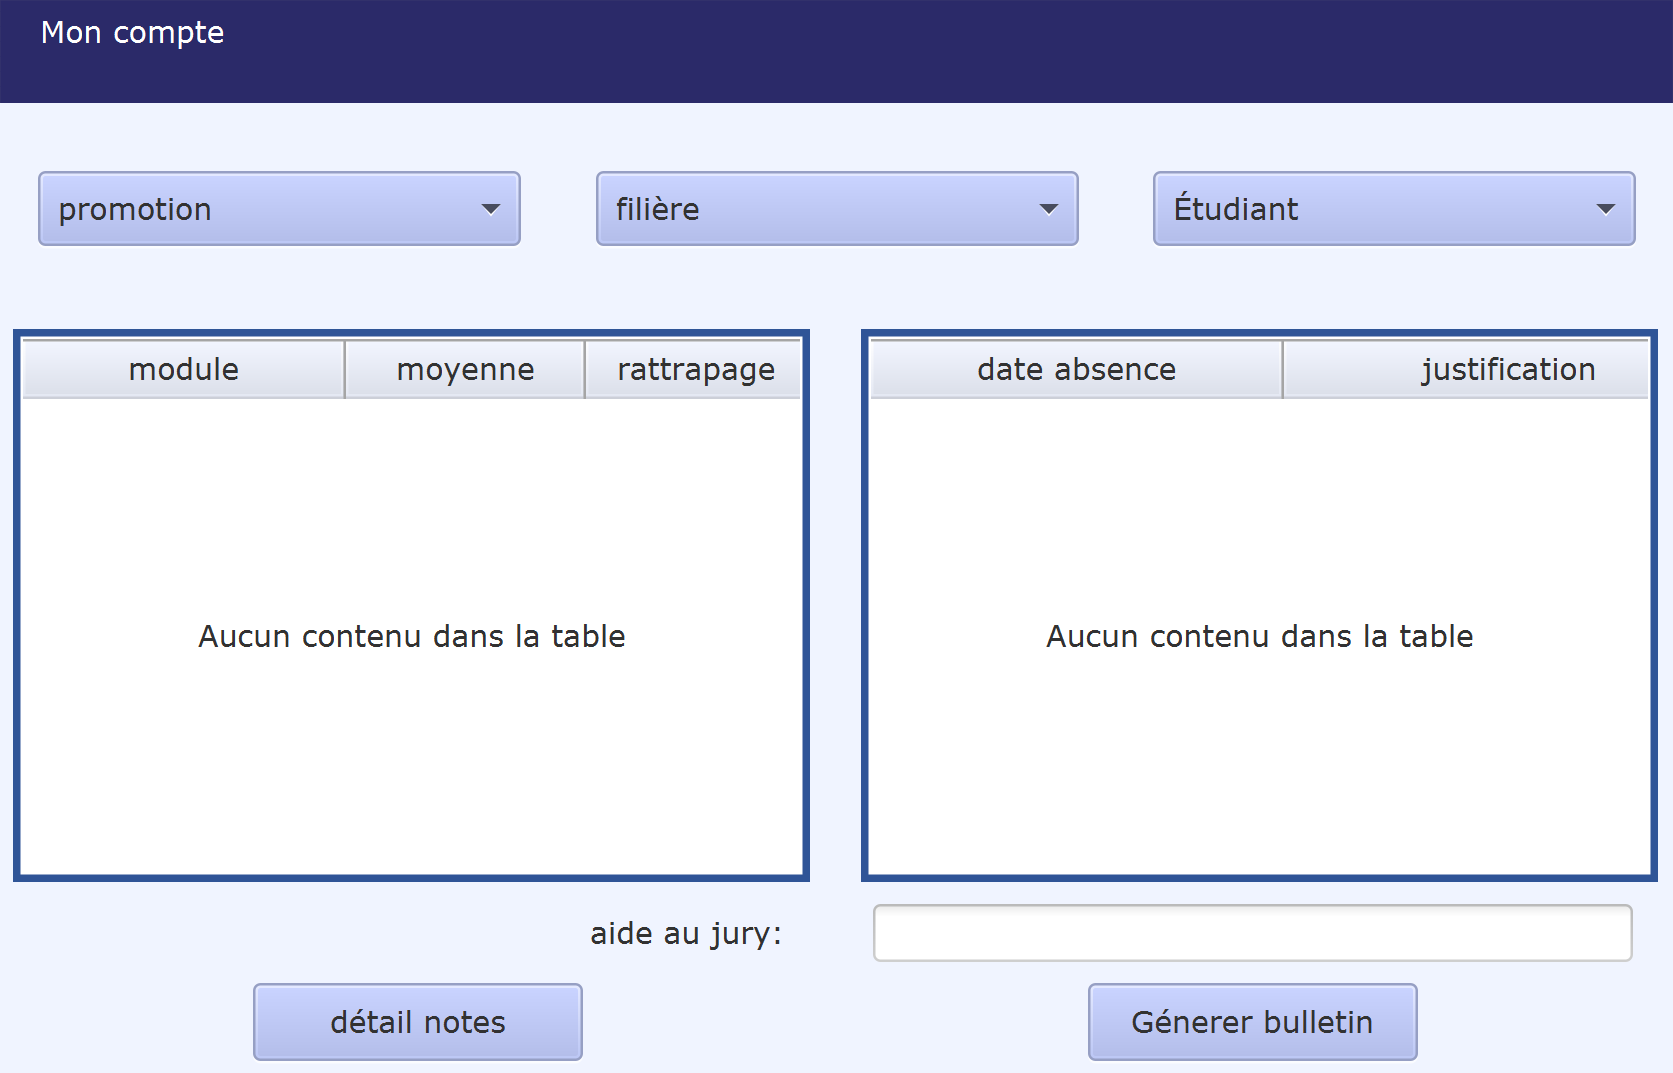 Mon compte
promotion filière Étudiant
module moyenne rattrapage date absence justification
Aucun contenu dans la table Aucun contenu dans la table
aide au jury:
détail notes Génerer bulletin